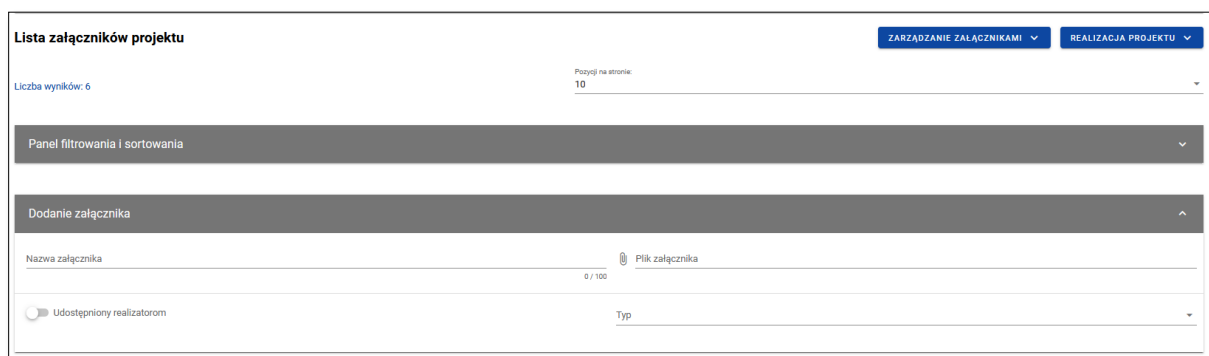 Lista załączników projektu
ZARZĄDZANIE ZAŁĄCZNIKAMI
REALIZACJA PROJEKTU
Pozycji na stronie:
Liczba wyników: 6
10
Panel filtrowania i sortowania
Dodanie załącznika
Nazwa załącznika
Plik załącznika
0 / 100
Udostępniony realizatorom
Typ